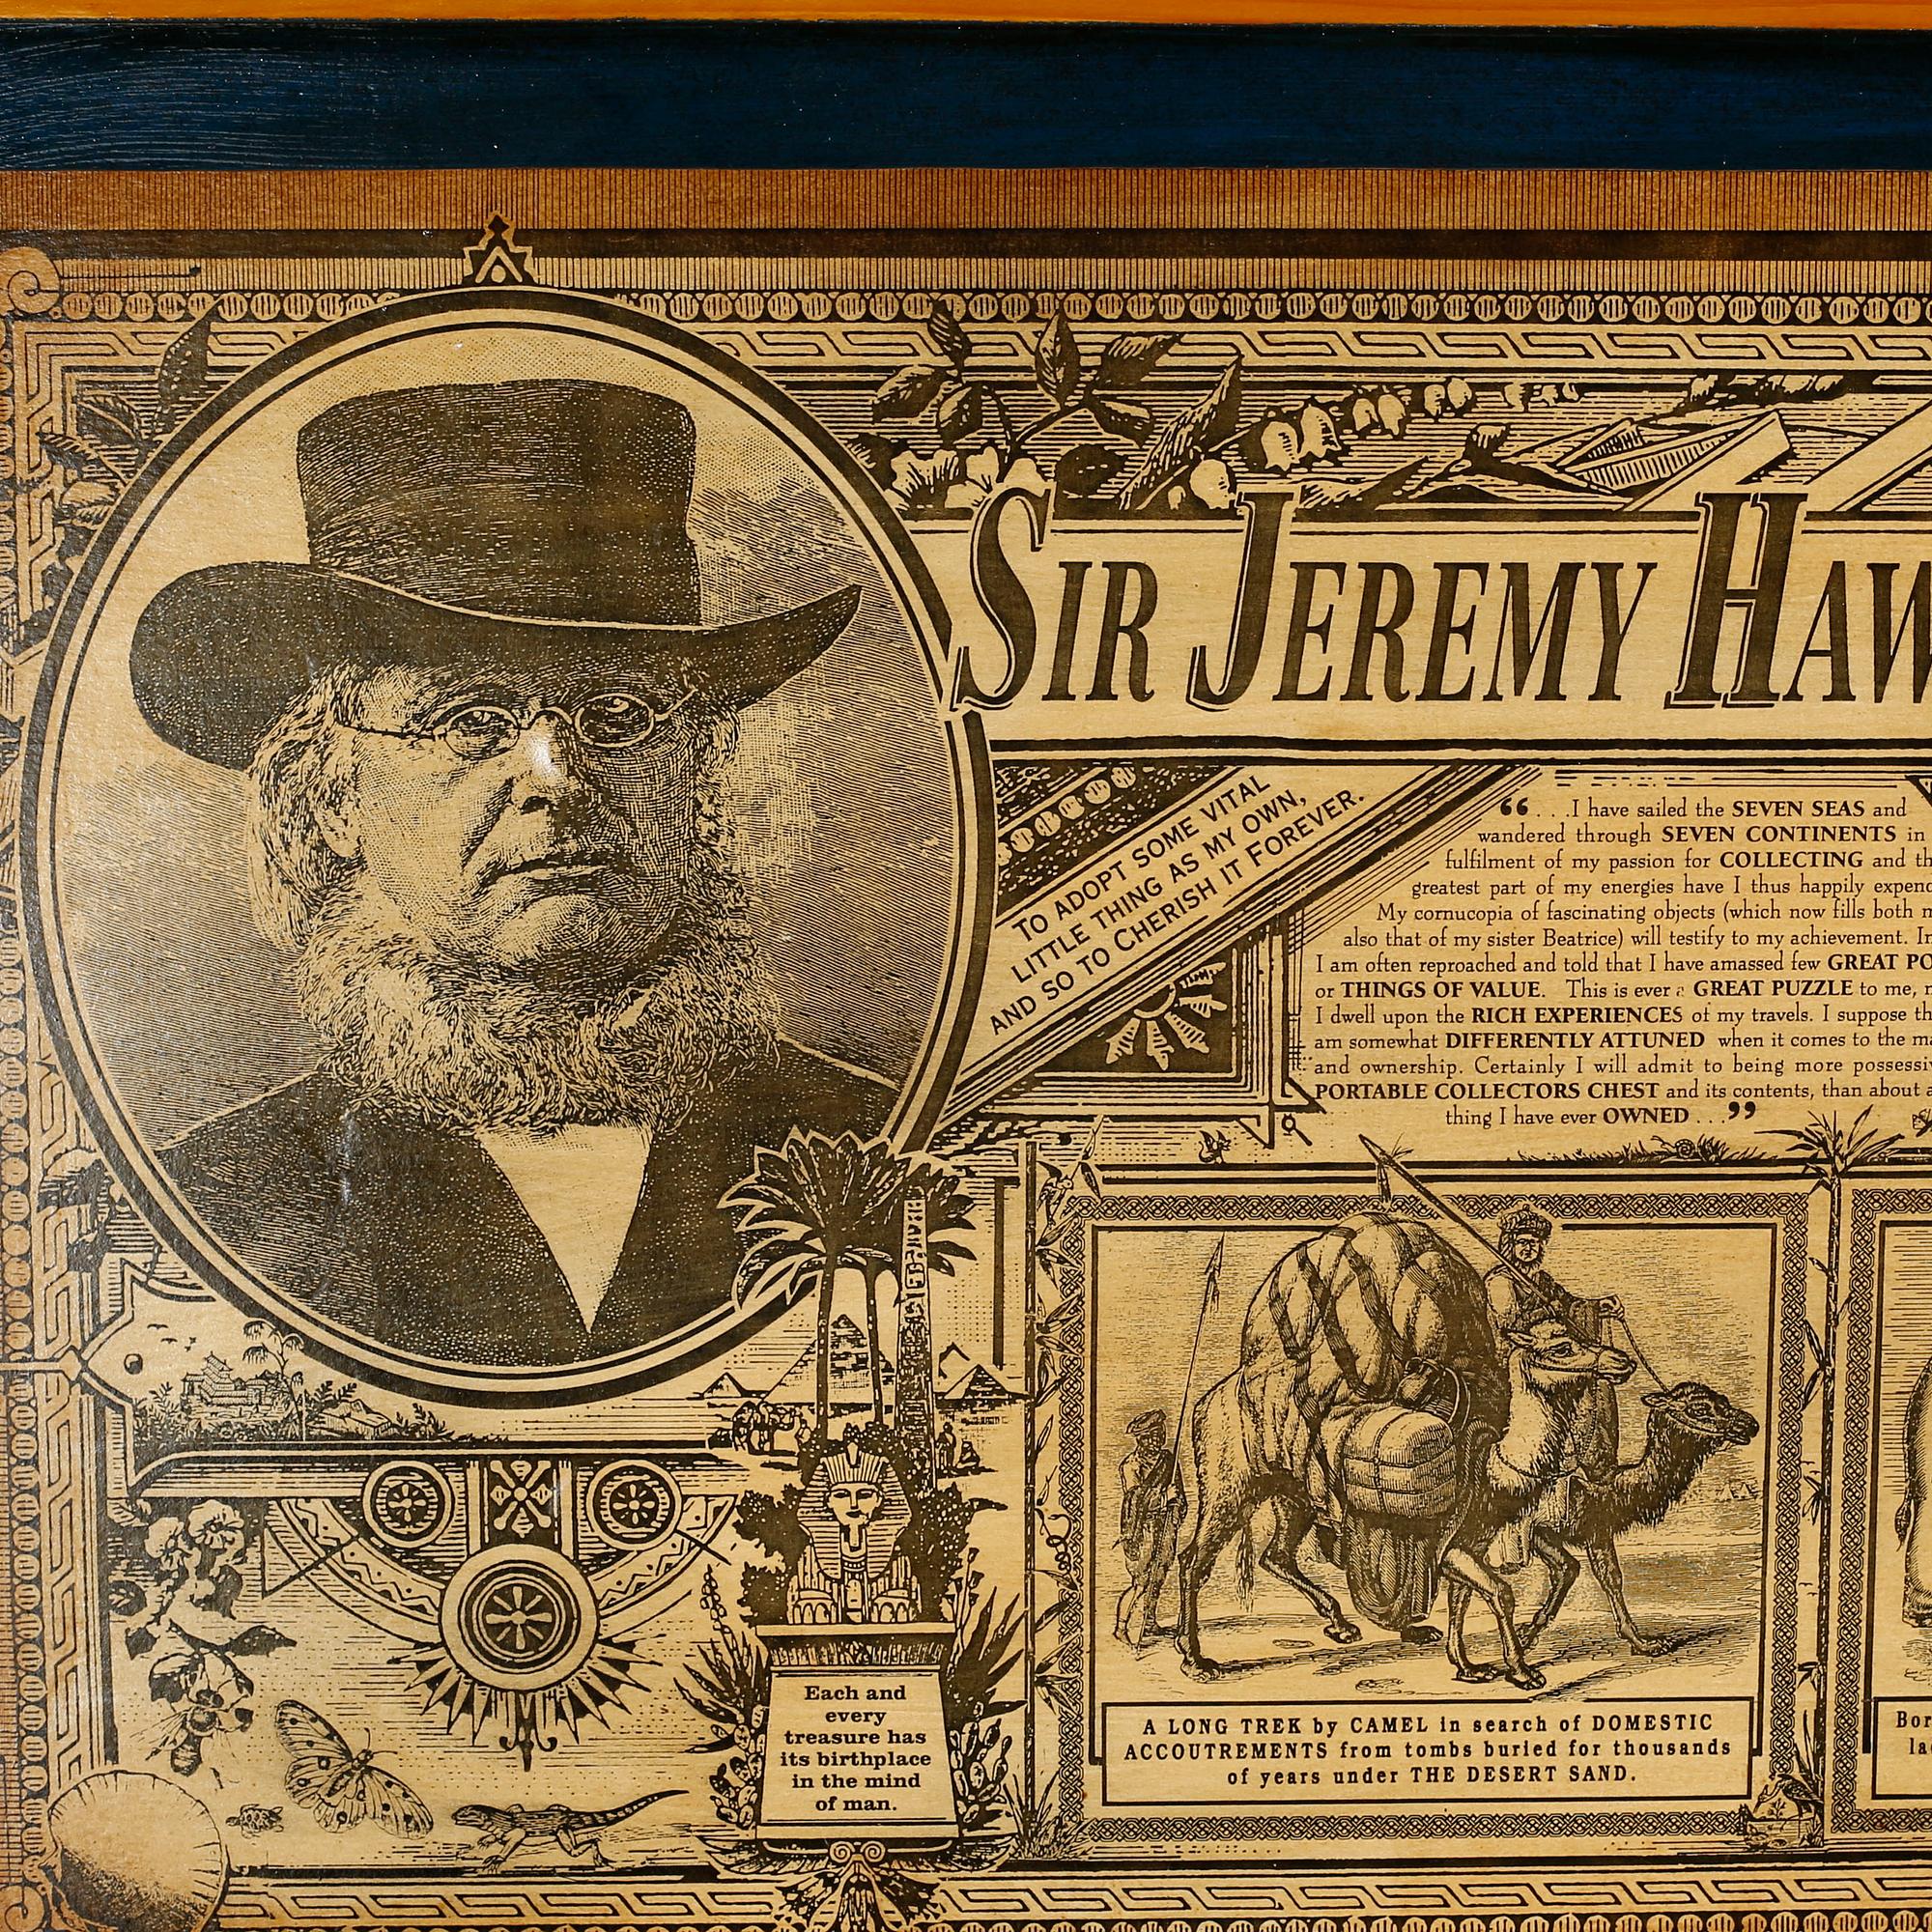 SIR JEREMY HAW
TO ADOPT SOME VITAL
LITTLE THING AS MY OWN,
AND SO TO CHERISH IT FOREVER.
“ . . .I have sailed the SEVEN SEAS and
wandered through SEVEN CONTINENTS in
fulfilment of my passion for COLLECTING and th
greatest part of my energies have I thus happily expend
My cornucopia of fascinating objects (which now fills both m
also that of my sister Beatrice) will testify to my achievement. In
I am often reproached and told that I have amassed few GREAT PO
or THINGS OF VALUE. This is ever a GREAT PUZZLE to me,
I dwell upon the RICH EXPERIENCES of my travels. I suppose th
am somewhat DIFFERENTLY ATTUNED when it comes to the ma
and ownership. Certainly I will admit to being more possessiv
PORTABLE COLLECTORS CHEST and its contents, than about
thing I have ever OWNED . . .”
Each and
every
treasure has
its birthplace
in the mind
of man.
A LONG TREK by CAMEL in search of DOMESTIC
ACCOUTREMENTS from tombs buried for thousands
of years under THE DESERT SAND.
Bor
la